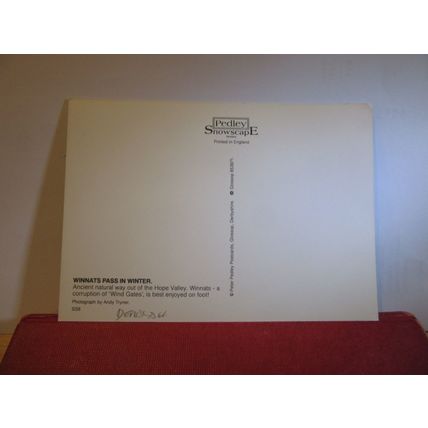 Pedley
SnowscapE
Printed in England
© Peter Pedley Postcards, Glossop, Derbyshire
WINNATS PASS IN WINTER.
Ancient natural way out of the Hope Valley. Winnats - a
corruption of 'Wind Gates', is best enjoyed on foot!
Photograph by Andy Tryner.